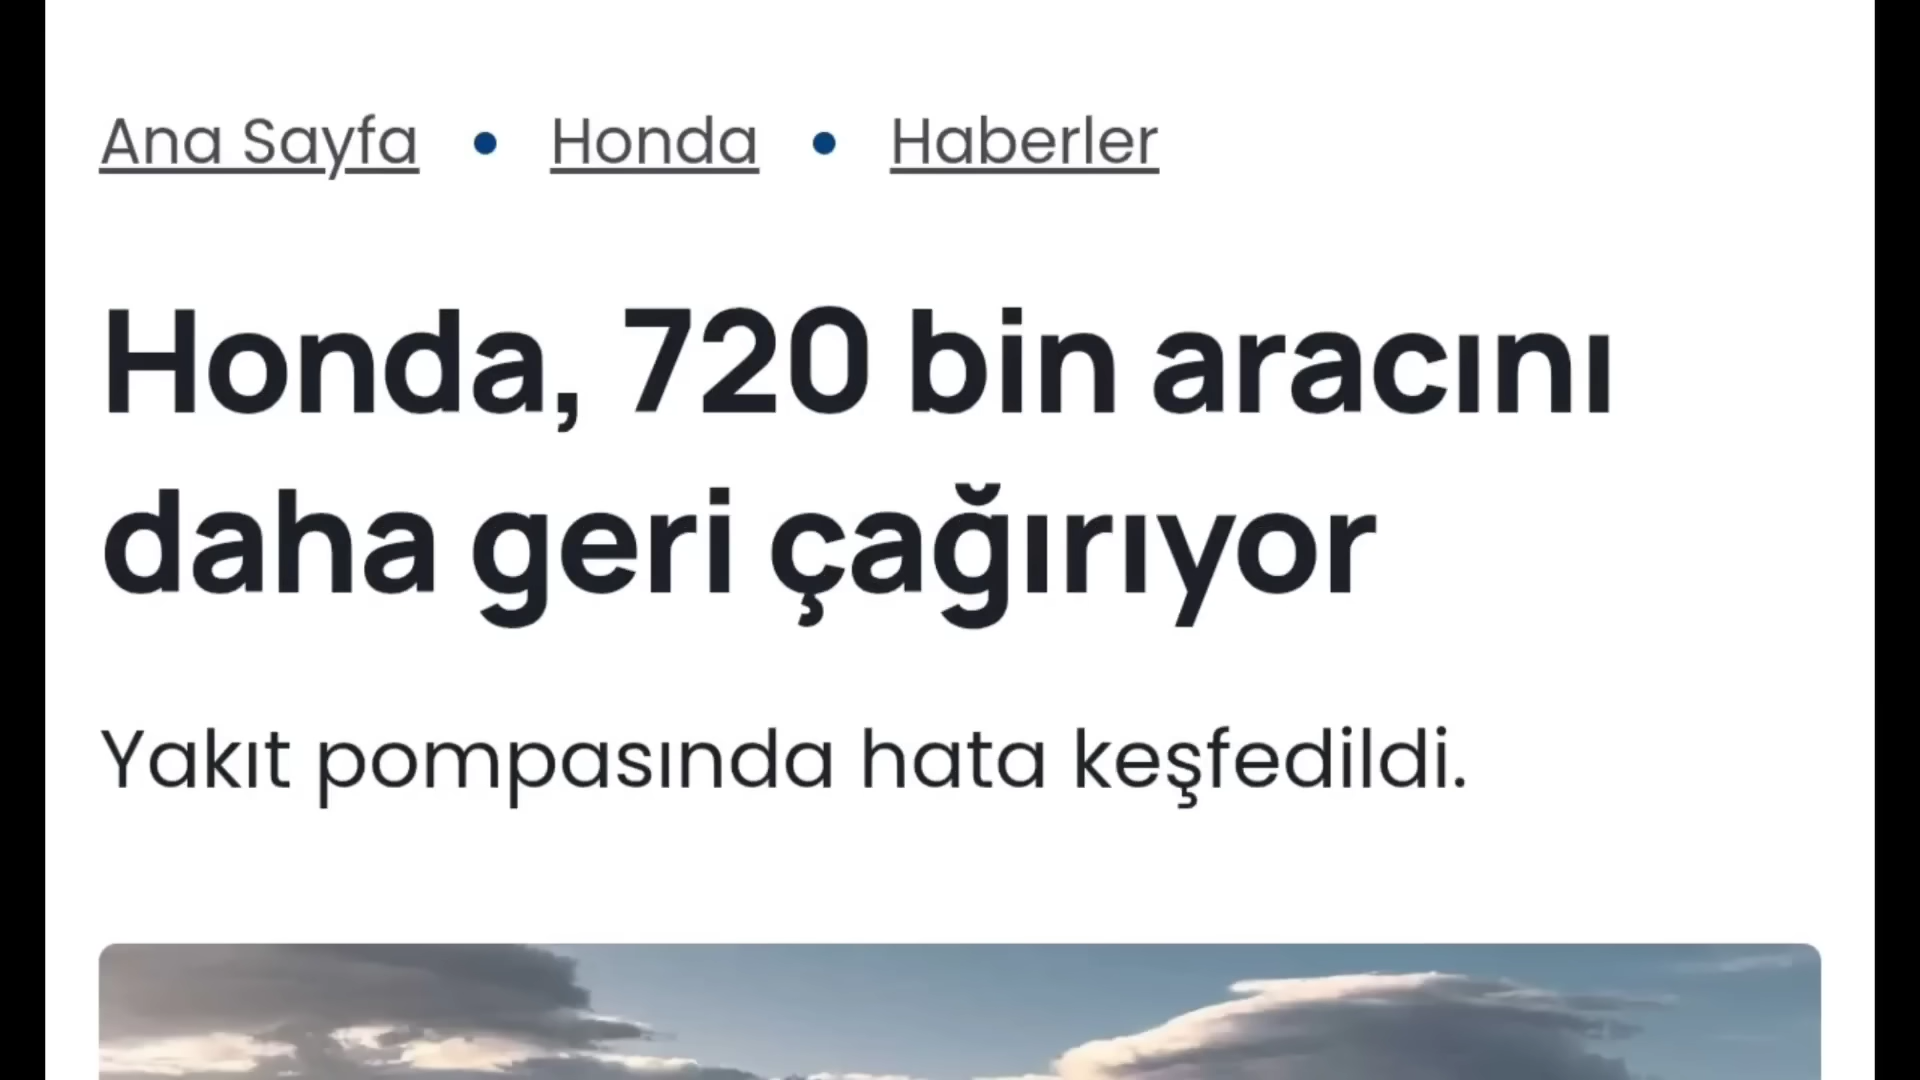 Ana Sayfa • Honda • Haberler
Honda, 720 bin aracını
daha geri çağırıyor
Yakıt pompasında hata keşfedildi.